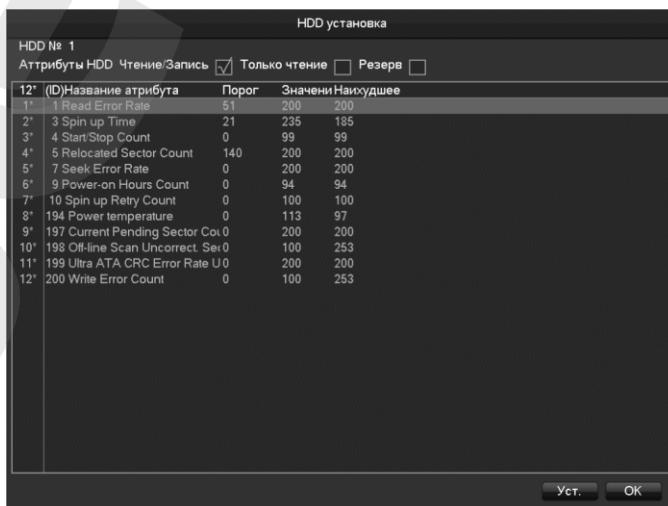 HDD установка
HDD № 1
Аттрибуты HDD Чтение/Запись Только чтение Резерв
12* (ID)Название атрибута Порог Значени Наихудшее
1* 1 Read Error Rate 51 200 200
2* 3 Spin up Time 21 235 185
3* 4 Start/Stop Count 0 99 99
4* 5 Relocated Sector Count 140 200 200
5* 7 Seek Error Rate 0 200 200
6* 9 Power-on Hours Count 0 94 94
7* 10 Spin up Retry Count 0 100 100
8* 194 Power temperature 0 113 97
9* 197 Current Pending Sector Cou 0 200 200
10* 198 Off-line Scan Uncorrect. Sec 0 100 253
11* 199 Ultra ATA CRC Error Rate U 0 200 200
12* 200 Write Error Count 0 100 253
Уст. OK